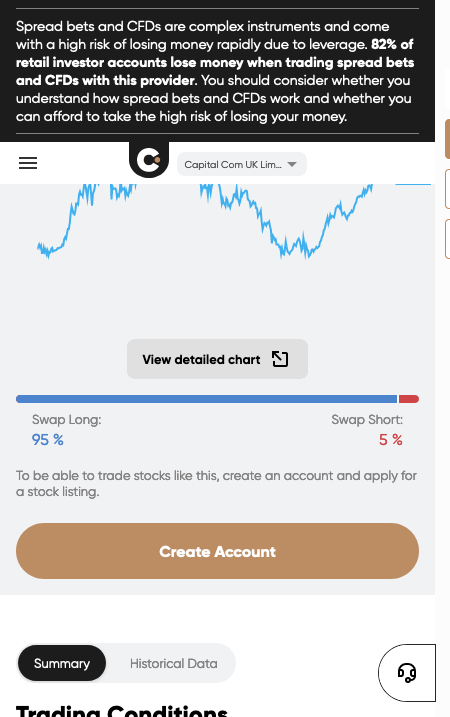 Spread bets and CFDs are complex instruments and come
with a high risk of losing money rapidly due to leverage. 82% of
retail investor accounts lose money when trading spread bets
and CFDs with this provider. You should consider whether you
understand how spread bets and CFDs work and whether you
can afford to take the high risk of losing your money.
Capital Com UK Lim...
View detailed chart
Swap Long:
Swap Short:
95 %
5 %
To be able to trade stocks like this, create an account and apply for
a stock listing.
Create Account
Summary
Historical Data
Trading Conditions